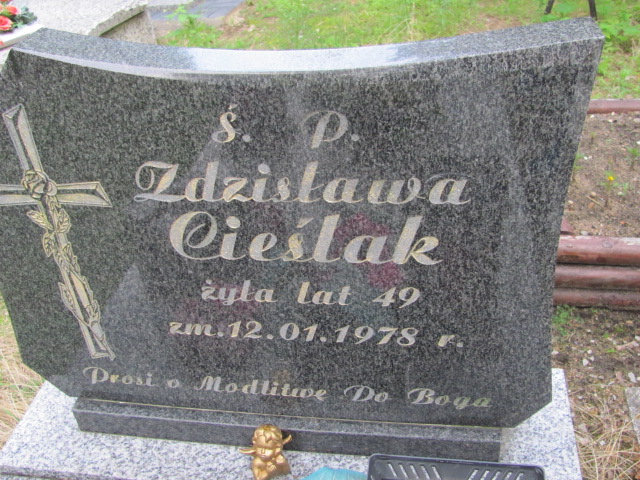 Ś. P.
Zdzisława
Cieślak
żyła lat 49
zm.12.01.1978 r.
Prosi o Modlitwę Do Boga